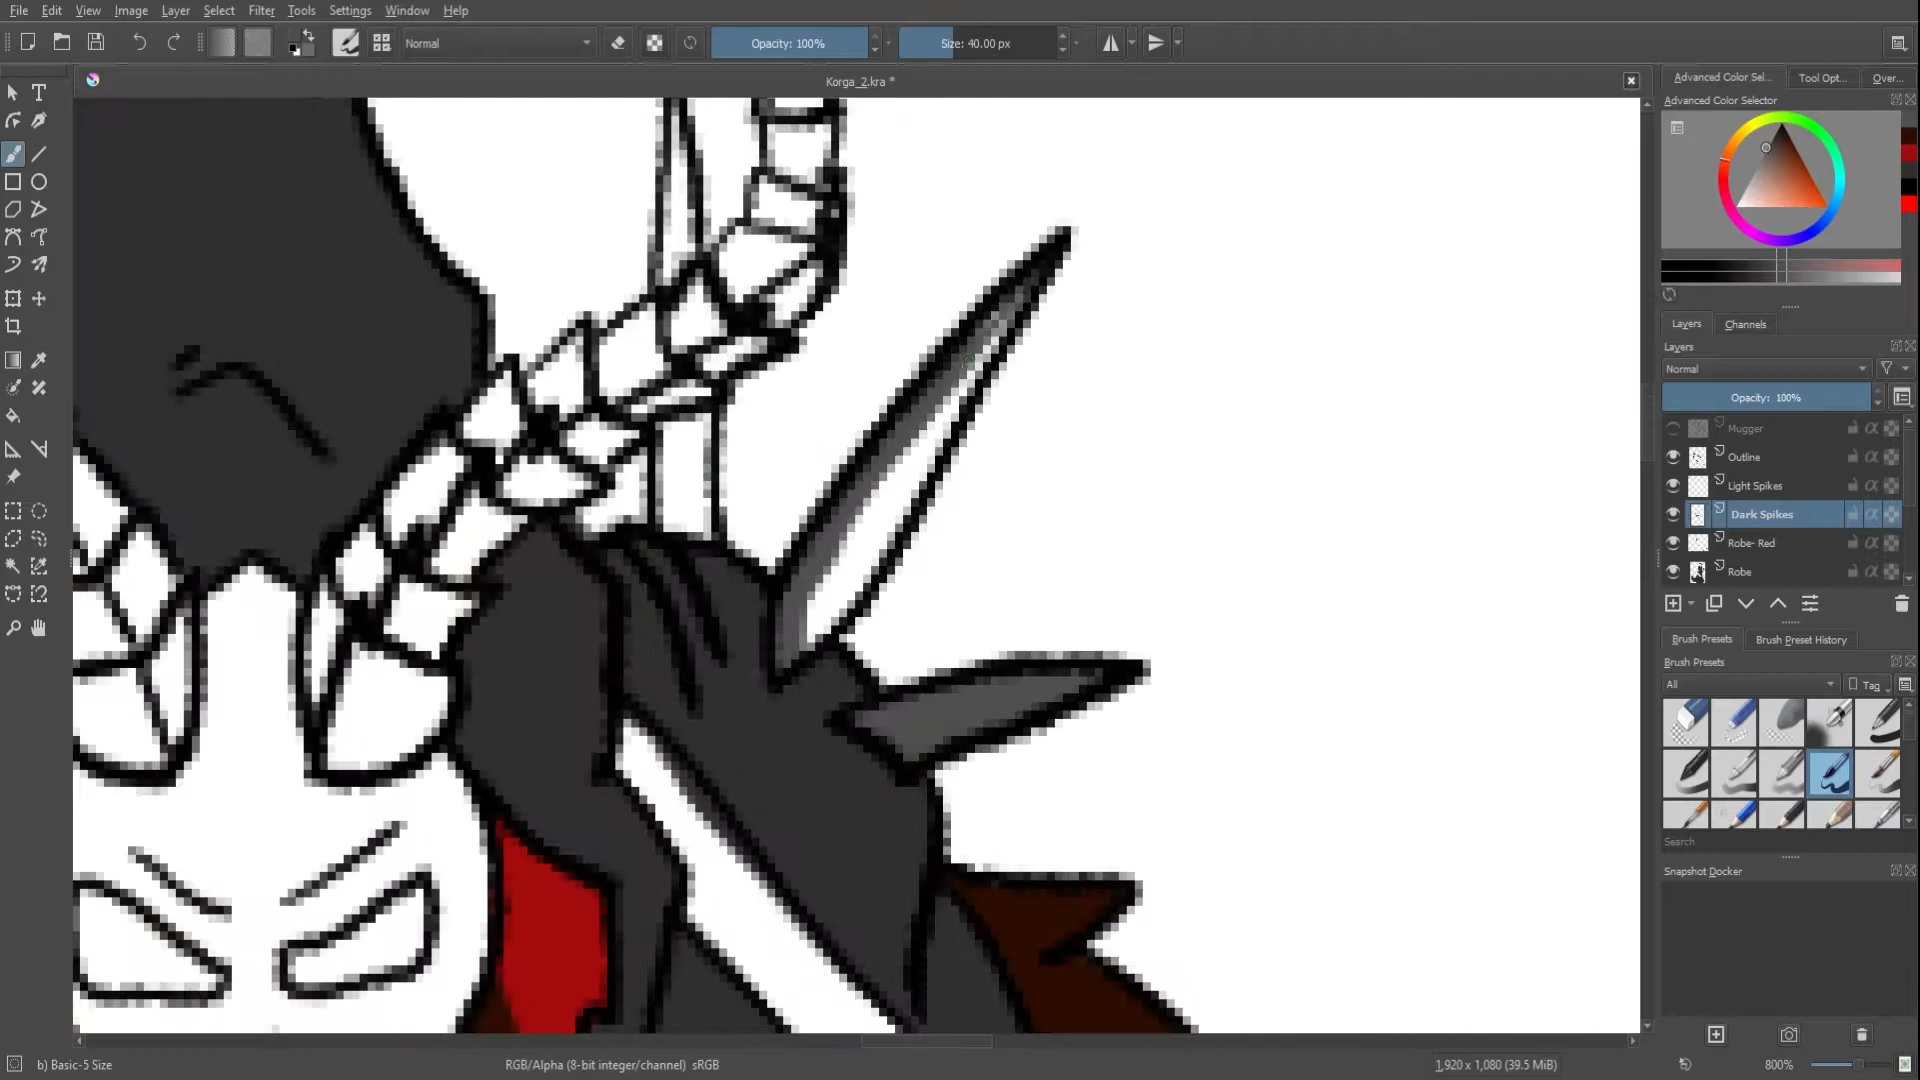 File Edit View Image Layer Select Filter Tools Settings Window Help
Normal Opacity: 100% Size: 40.00 px
Korga_2.kra *
Advanced Color Sel... Tool Opt... Over...
Advanced Color Selector
Layers Channels
Layers
Normal
Opacity: 100%
Mugger
Outline
Light Spikes
Dark Spikes
Robe- Red
Robe
Brush Presets Brush Preset History
Brush Presets
All Tag
Search
Snapshot Docker
b) Basic-5 Size RGB/Alpha (8-bit integer/channel) sRGB 1,920 x 1,080 (39.5 MiB) 800%